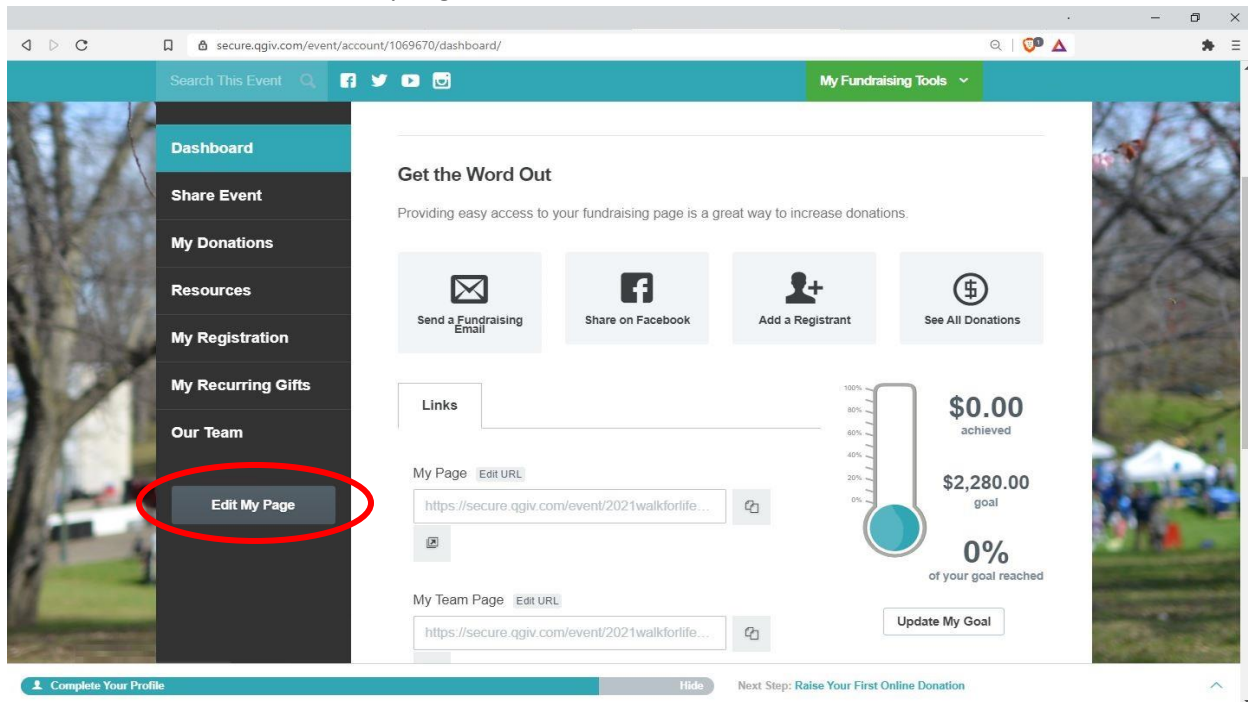 secure.qgiv.com/event/account/1069670/dashboard/
Search This Event
My Fundraising Tools
Dashboard
Share Event
My Donations
Resources
My Registration
My Recurring Gifts
Our Team
Edit My Page
Get the Word Out
Providing easy access to your fundraising page is a great way to increase donations.
Send a Fundraising
Email
Share on Facebook
Add a Registrant
See All Donations
Links
My Page Edit URL
https://secure.qgiv.com/event/2021walkforlife...
My Team Page Edit URL
https://secure.qgiv.com/event/2021walkforlife...
100%
80%
60%
40%
20%
0%
$0.00
achieved
$2,280.00
goal
0%
of your goal reached
Update My Goal
Complete Your Profile
Hide
Next Step: Raise Your First Online Donation